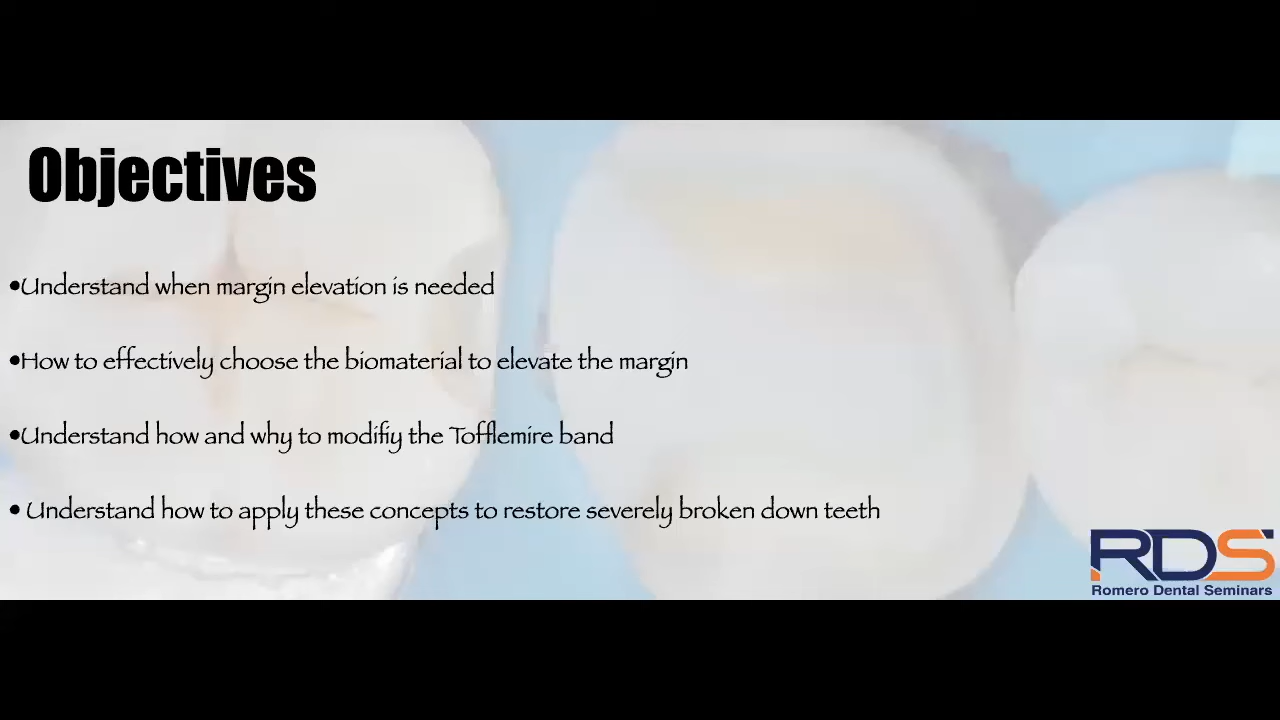 Objectives
•Understand when margin elevation is needed
•How to effectively choose the biomaterial to elevate the margin
•Understand how and why to modifiy the Tofflemire band
• Understand how to apply these concepts to restore severely broken down teeth
RDS
Romero Dental Seminars